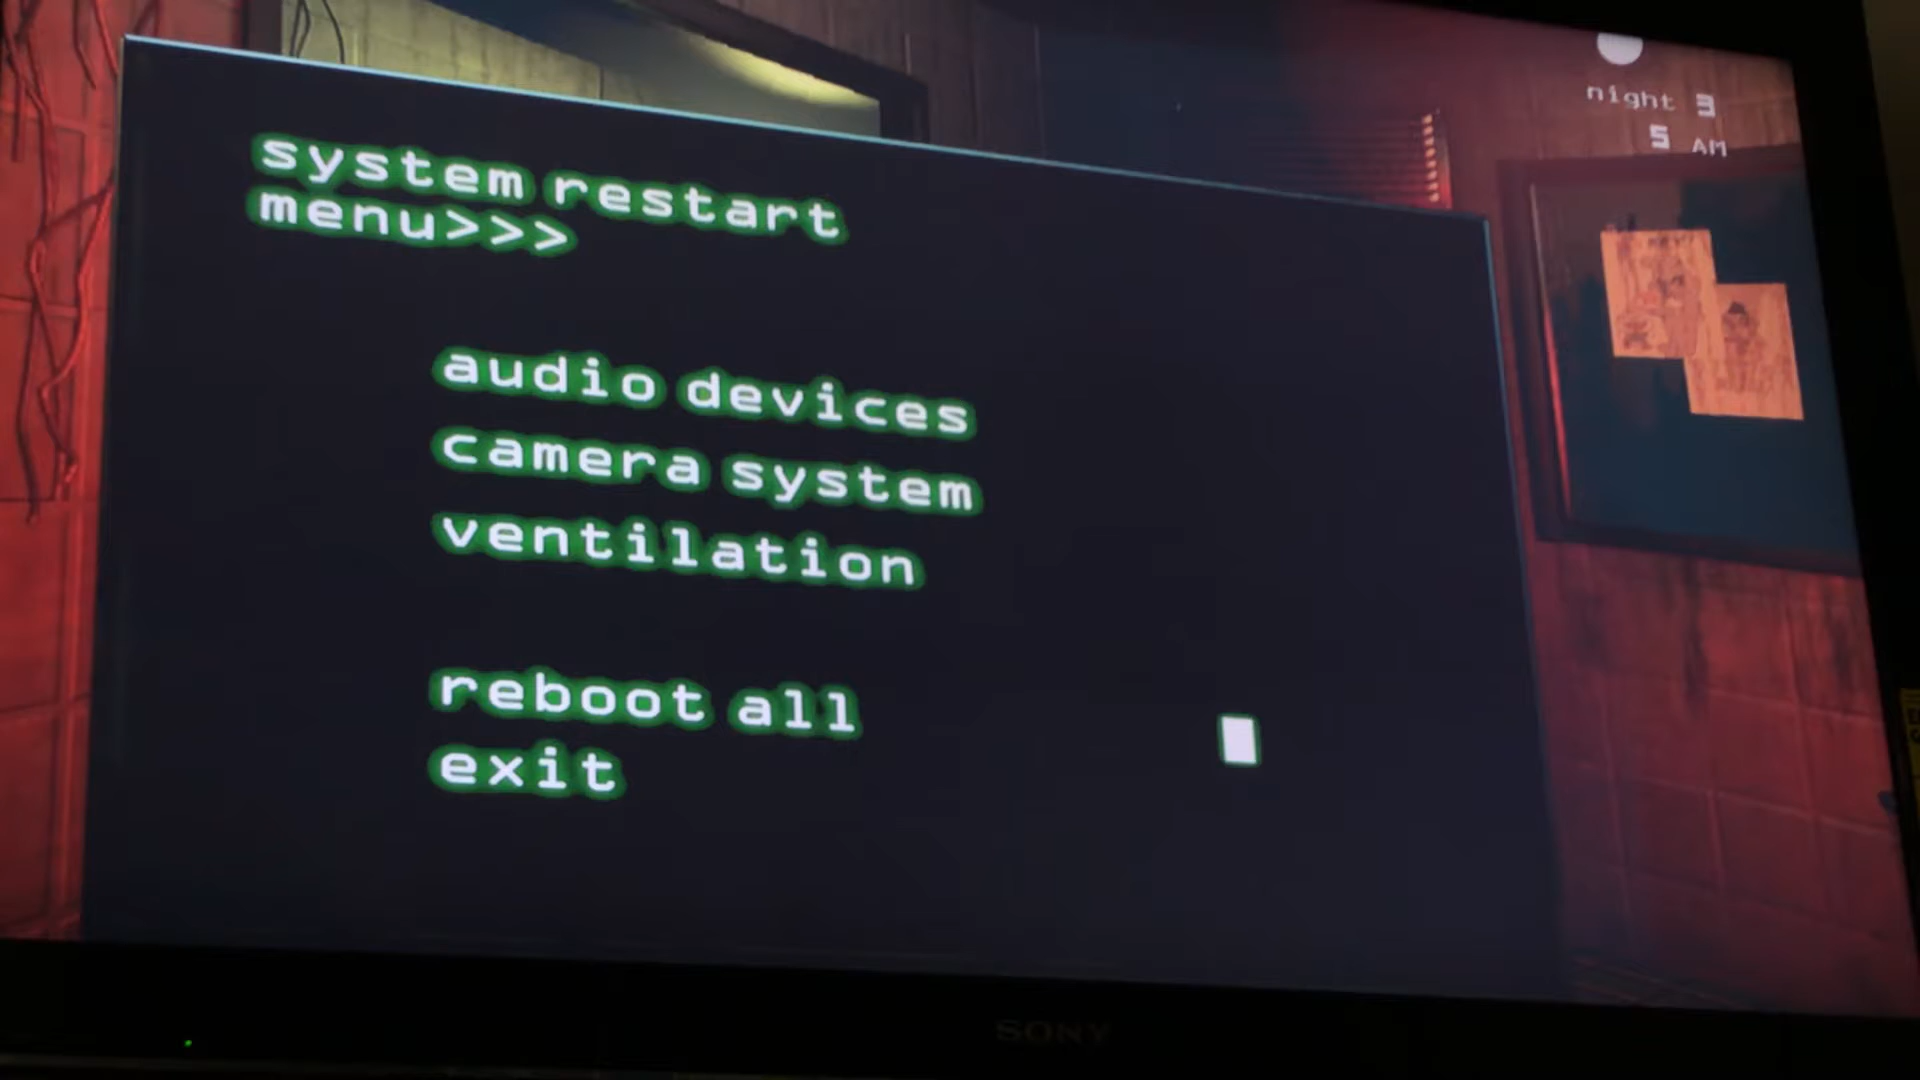 night 3
5 AM
system restart
menu>>>
audio devices
camera system
ventilation
reboot all
exit
SONY